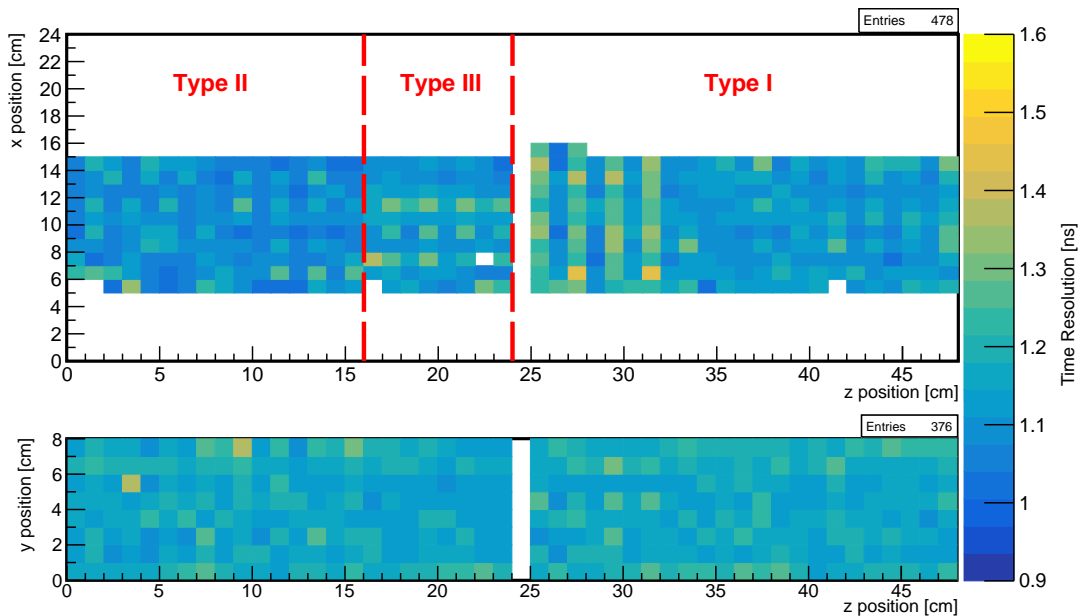 Entries 478
24
22
20
18
16
14
12
10
8
6
4
2
0
x position [cm]
Type II
Type III
Type I
0 5 10 15 20 25 30 35 40 45
z position [cm]
1.6
1.5
1.4
1.3
1.2
1.1
1
0.9
Time Resolution [ns]
Entries 376
8
6
4
2
0
y position [cm]
0 5 10 15 20 25 30 35 40 45
z position [cm]